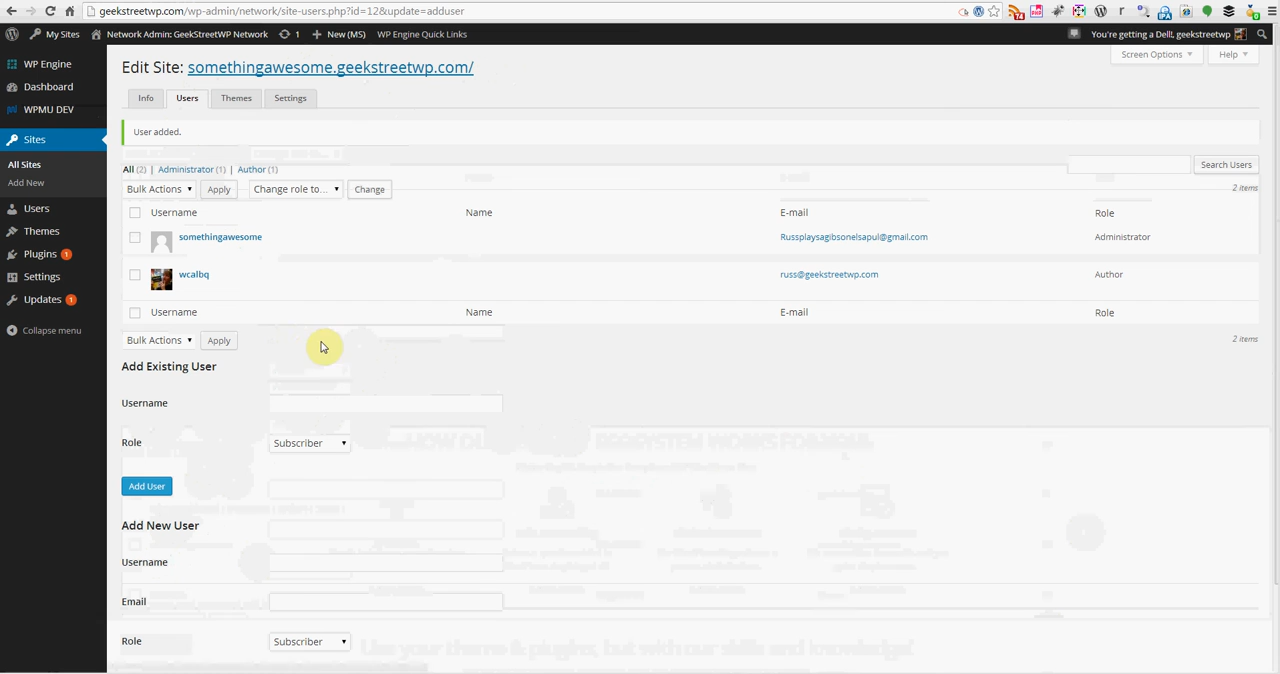 geekstreetwp.com/wp-admin/network/site-users.php?id=12&update=adduser
My Sites Network Admin: GeekStreetWP Network 1 New (MS) WP Engine Quick Links You're getting a Dell!, geekstreetwp
Screen Options Help
WP Engine
Dashboard
WPMU DEV
Sites
All Sites
Add New
Users
Themes
Plugins 1
Settings
Updates 1
Collapse menu
Edit Site: somethingawesome.geekstreetwp.com/
Info Users Themes Settings
User added.
All (2) | Administrator (1) | Author (1)
Search Users
Bulk Actions Apply Change role to... Change 2 items
Username Name E-mail Role
somethingawesome Russplaysagibsonelsapul@gmail.com Administrator
wcalbq russ@geekstreetwp.com Author
Username Name E-mail Role
Bulk Actions Apply 2 items
Add Existing User
Username
Role Subscriber
Add User
Add New User
Username
Email
Role Subscriber
Use your theme & plugins, but with our skills and knowledge'